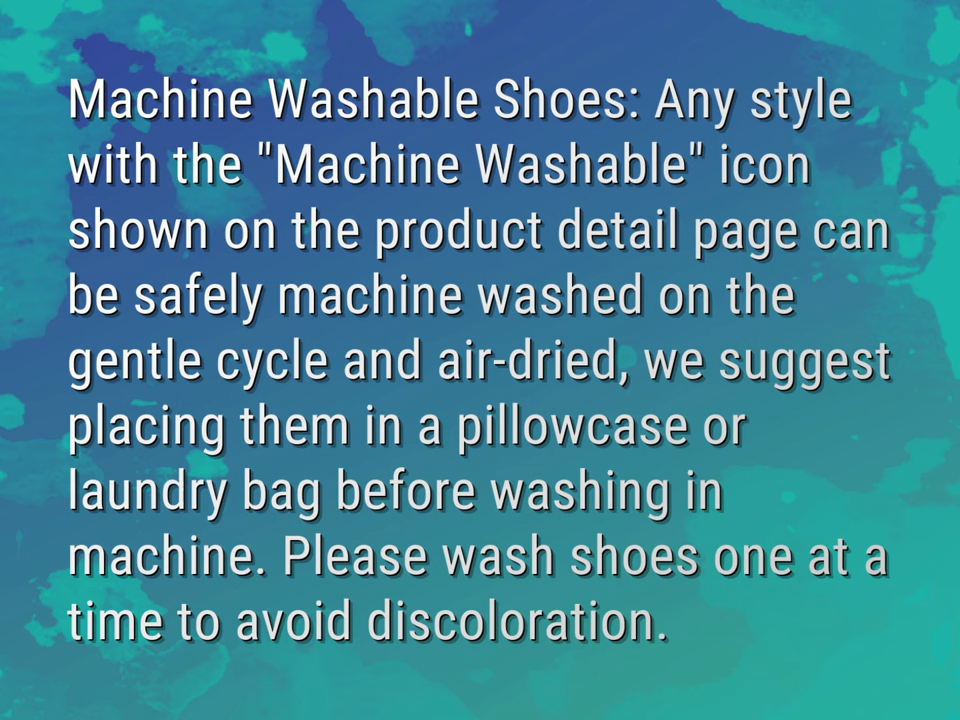 Machine Washable Shoes: Any style
with the "Machine Washable" icon
shown on the product detail page can
be safely machine washed on the
gentle cycle and air-dried, we suggest
placing them in a pillowcase or
laundry bag before washing in
machine. Please wash shoes one at a
time to avoid discoloration.